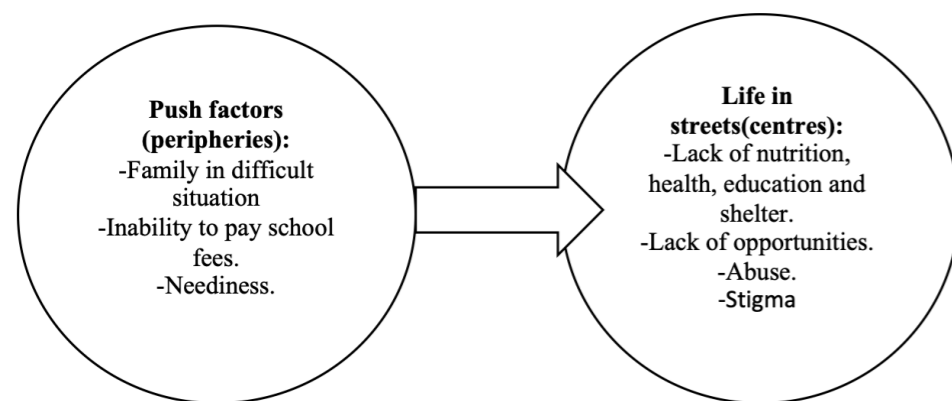 Push factors
(peripheries):
-Family in difficult
situation
-Inability to pay school
fees.
-Neediness.
Life in
streets(centres):
-Lack of nutrition,
health, education and
shelter.
-Lack of opportunities.
-Abuse.
-Stigma